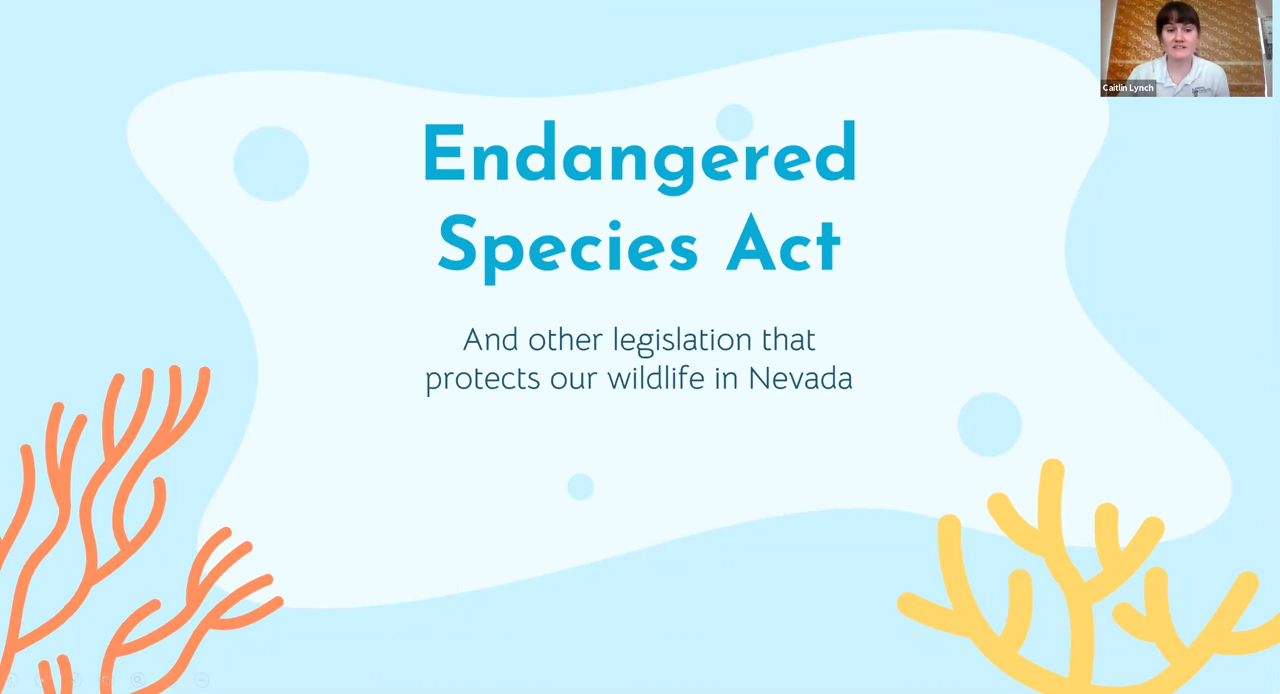 Caitlin Lynch
Endangered
Species Act
And other legislation that
protects our wildlife in Nevada